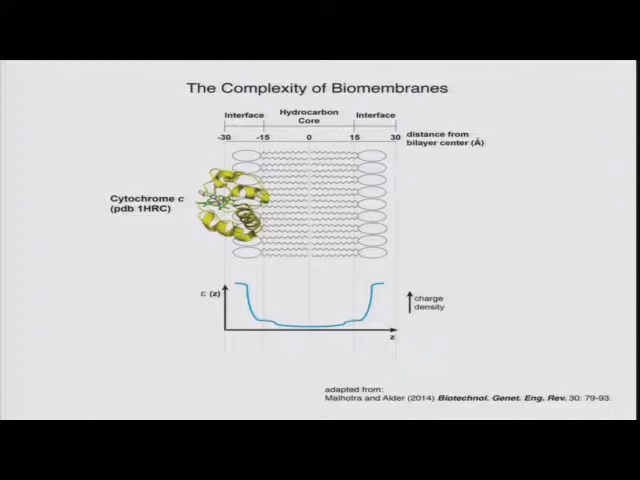 The Complexity of Biomembranes
Interface Hydrocarbon Core Interface
-30 -15 0 15 30 distance from
bilayer center (Å)
Cytochrome c
(pdb 1HRC)
ε (z)
charge
density
z
adapted from:
Malhotra and Alder (2014) Biotechnol. Genet. Eng. Rev. 30: 79-93.